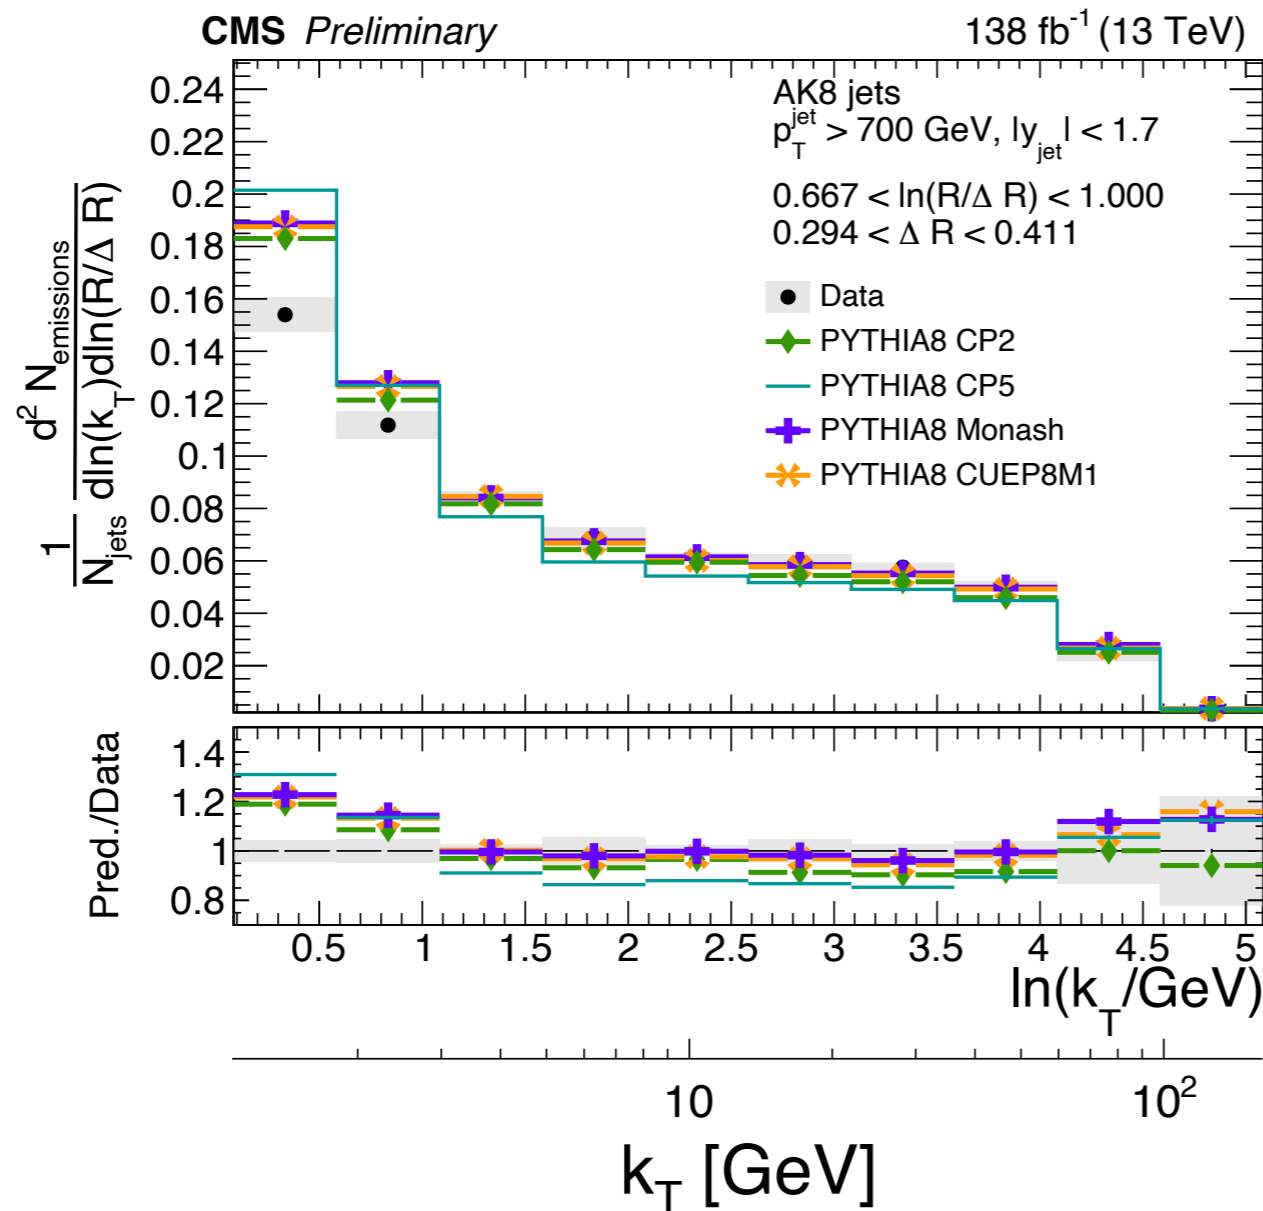 CMS Preliminary 138 fb⁻¹ (13 TeV)
AK8 jets
p_T^jet > 700 GeV, |y_jet| < 1.7
0.667 < ln(R/Δ R) < 1.000
0.294 < Δ R < 0.411
Data
PYTHIA8 CP2
PYTHIA8 CP5
PYTHIA8 Monash
PYTHIA8 CUEP8M1
1/N_jets d² N_emissions/dln(k_T)dln(R/Δ R)
0.24
0.22
0.2
0.18
0.16
0.14
0.12
0.1
0.08
0.06
0.04
0.02
Pred./Data
1.4
1.2
1
0.8
0.5 1 1.5 2 2.5 3 3.5 4 4.5 5
ln(k_T/GeV)
10 10²
k_T [GeV]